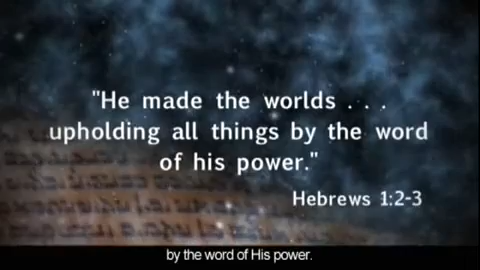 "He made the worlds . . .
upholding all things by the word
of his power."
Hebrews 1:2-3
by the word of His power.